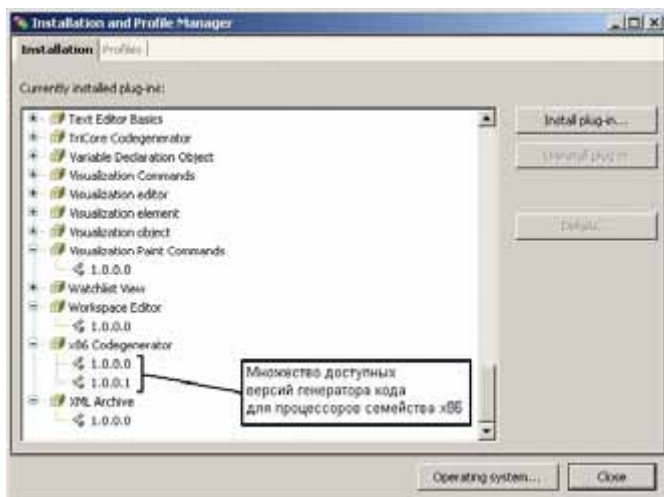 Installation and Profile Manager
Installation Profiles
Currently installed plug-ins:
Text Editor Basics
TriCore Codegenerator
Variable Declaration Object
Visualization Commands
Visualization editor
Visualization element
Visualization object
Visualization Paint Commands
1.0.0.0
Watchlist View
Workspace Editor
1.0.0.0
x86 Codegenerator
1.0.0.0
1.0.0.1
XML Archive
1.0.0.0
Множество доступных
версий генератора кода
для процессоров семейства x86
Install plug-in...
Uninstall plug-in
Details...
Operating system...
Close